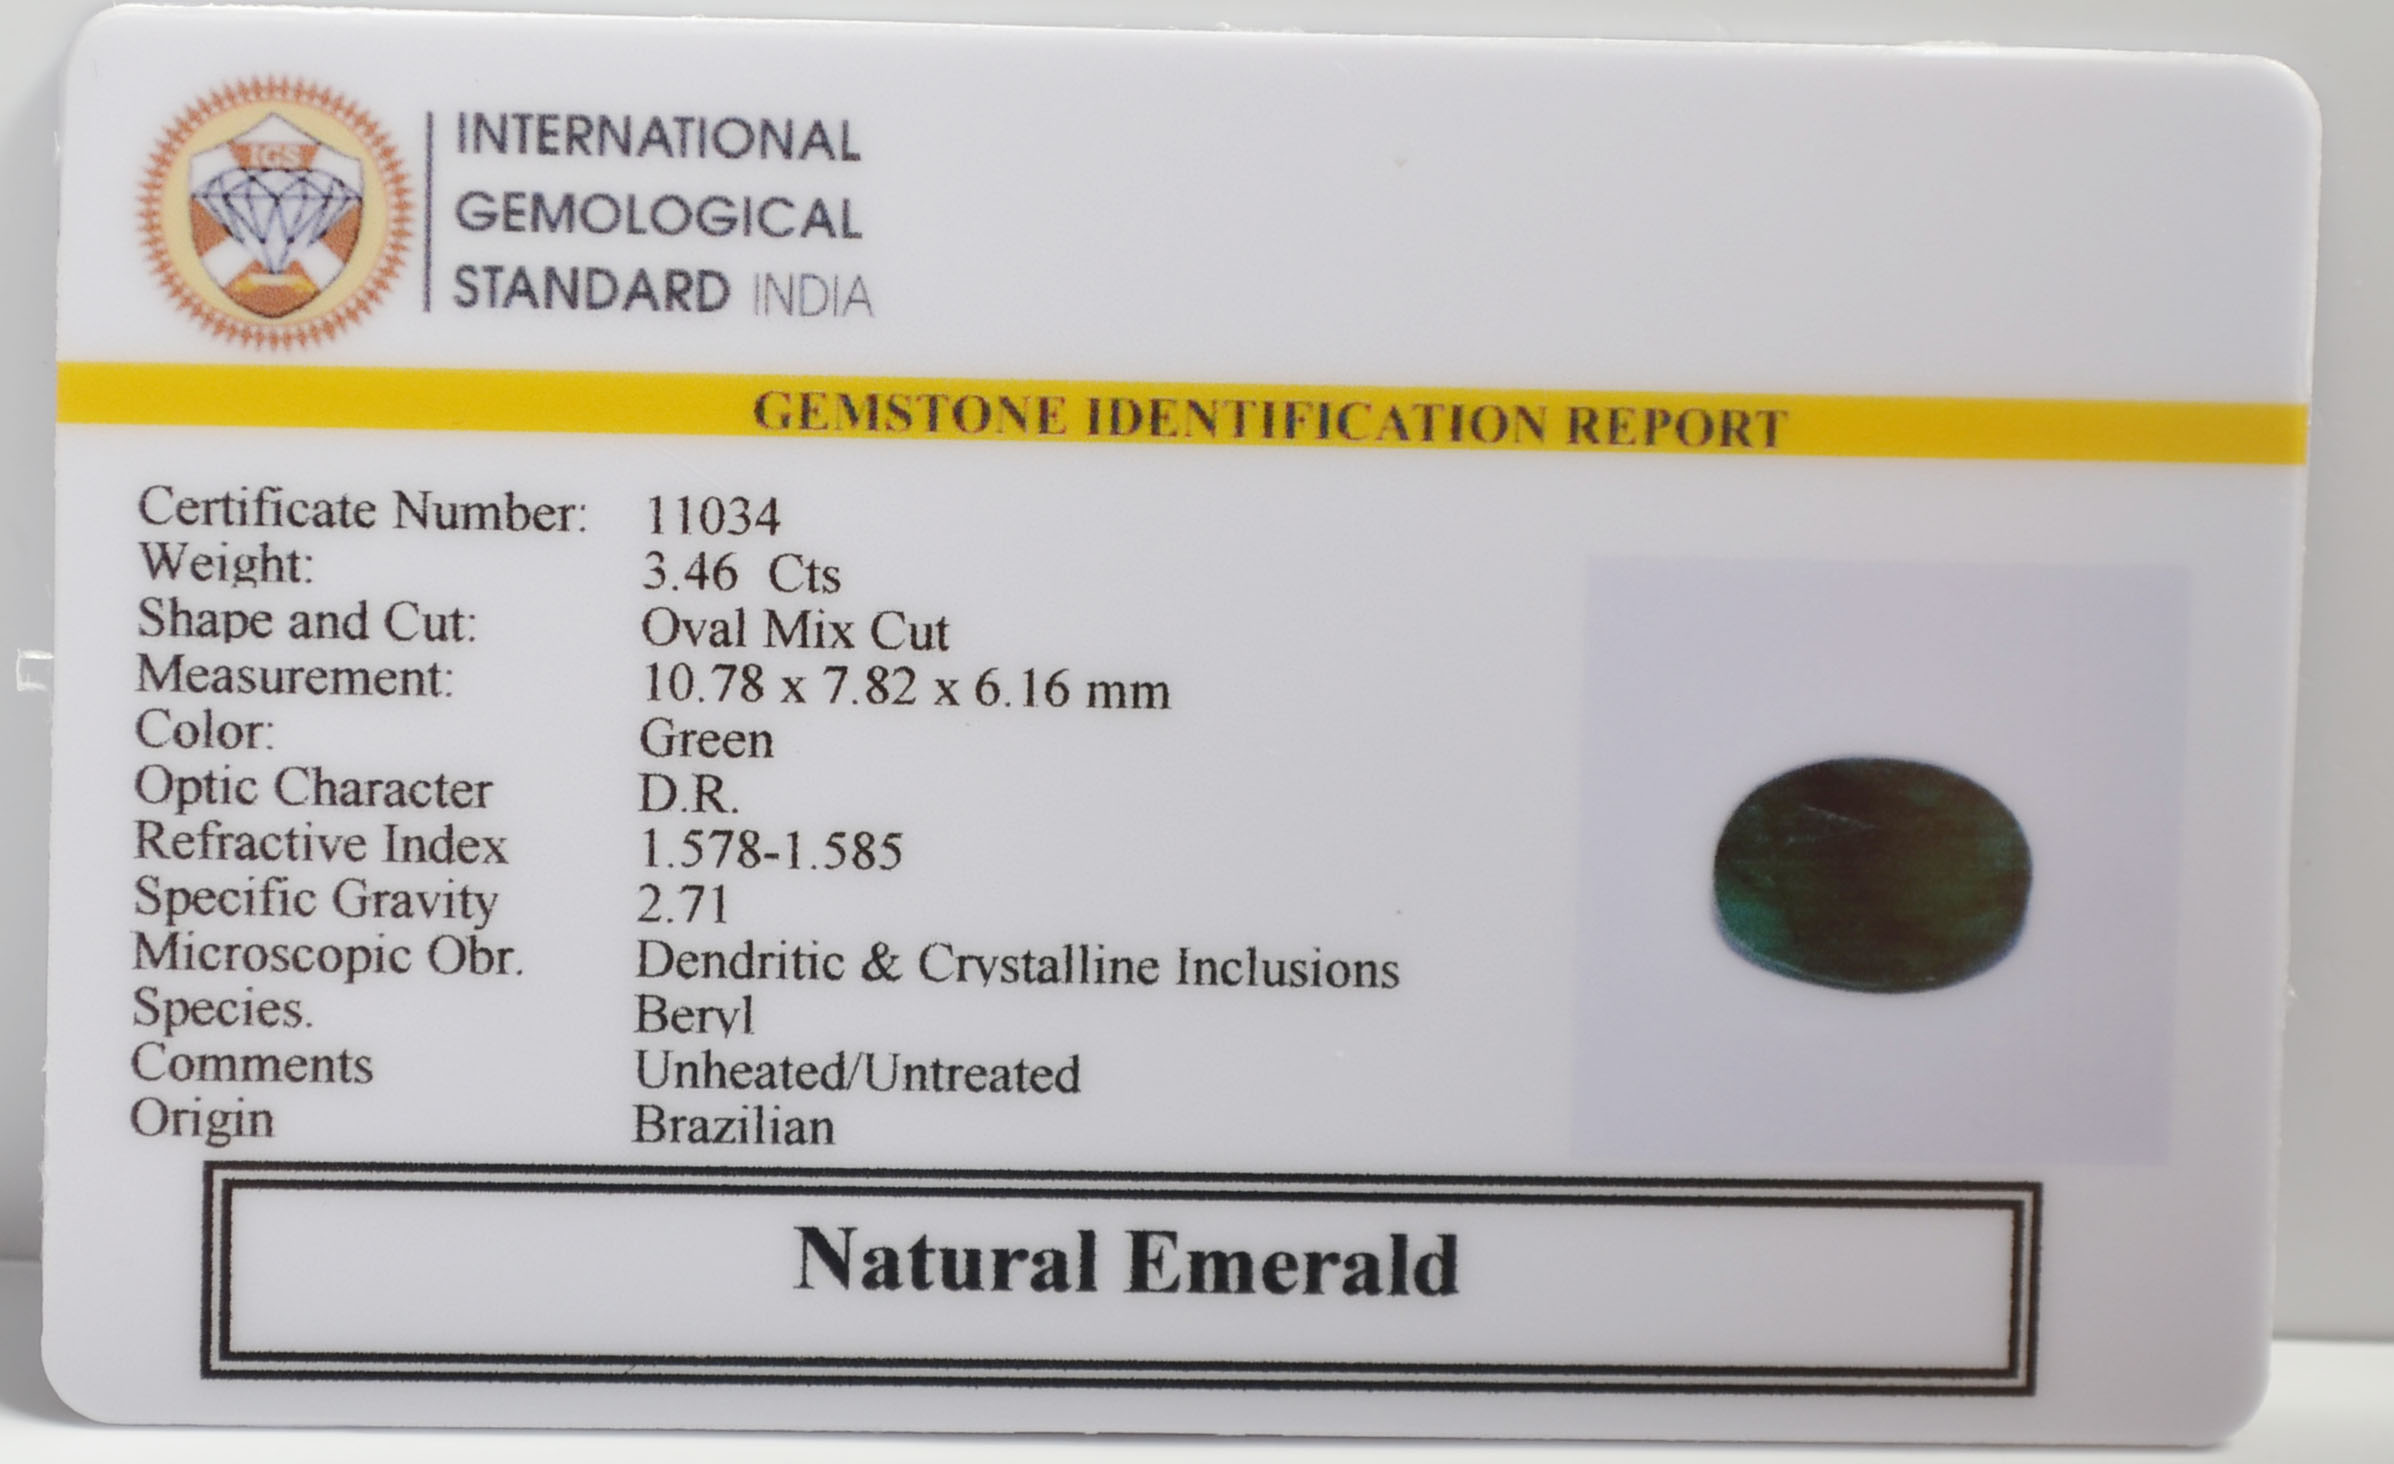 IGS
INTERNATIONAL
GEMOLOGICAL
STANDARD INDIA
GEMSTONE IDENTIFICATION REPORT
Certificate Number: 11034
Weight: 3.46 Cts
Shape and Cut: Oval Mix Cut
Measurement: 10.78 x 7.82 x 6.16 mm
Color: Green
Optic Character D.R.
Refractive Index 1.578-1.585
Specific Gravity 2.71
Microscopic Obr. Dendritic & Crystalline Inclusions
Species. Beryl
Comments Unheated/Untreated
Origin Brazilian
Natural Emerald